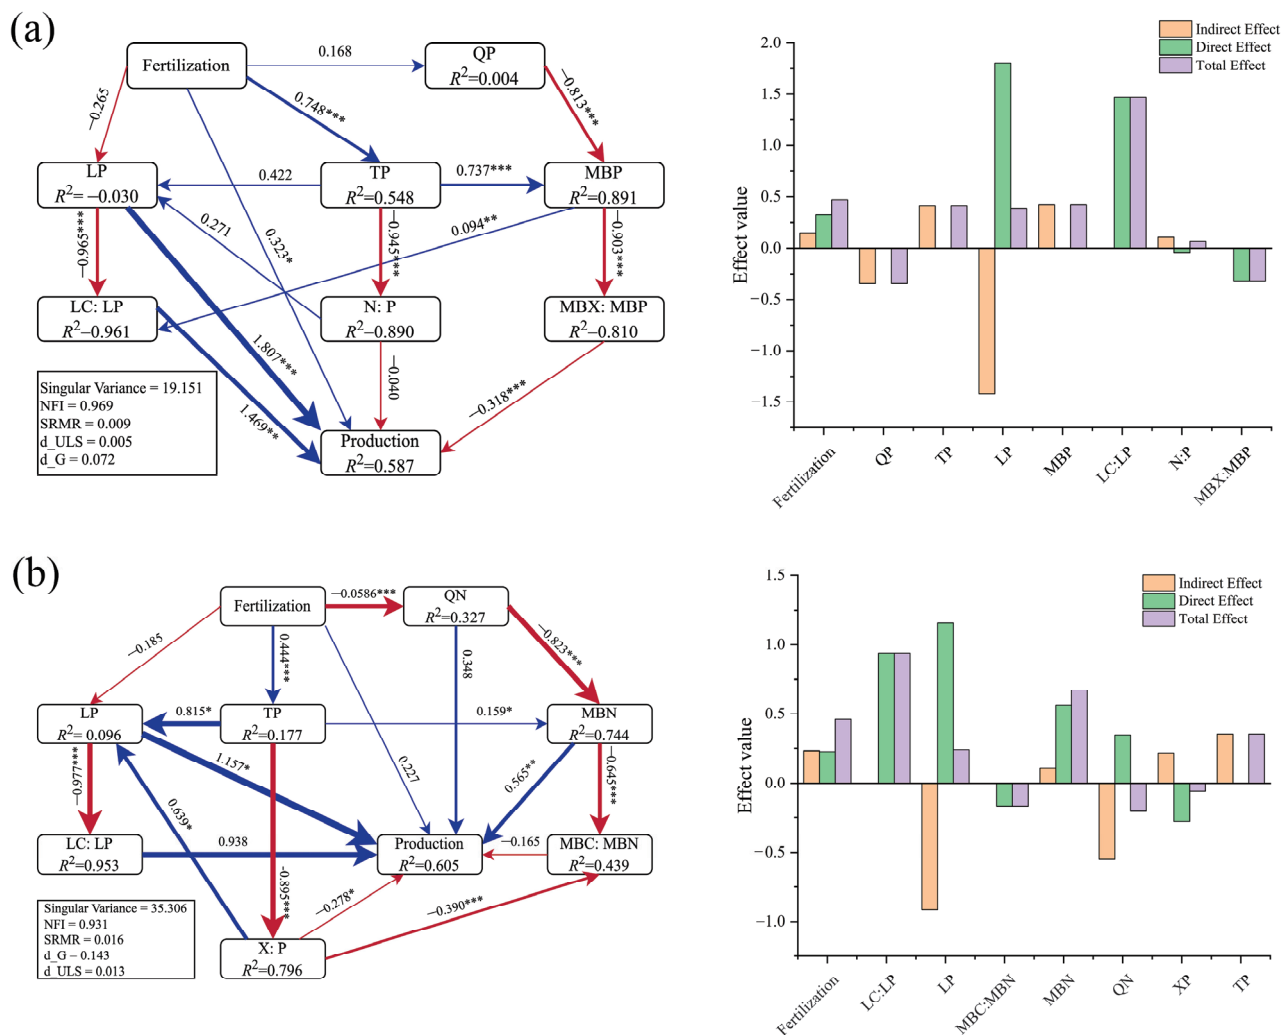 (a)
Fertilization
0.168
QP
R²=0.004
−0.265
0.748***
−0.813***
LP
R²= −0.030
0.422
TP
R²=0.548
0.737***
MBP
R²=0.891
−0.965***
0.271
0.323*
−0.945***
0.094**
−0.903***
LC: LP
R²−0.961
N: P
R²−0.890
MBX: MBP
R²−0.810
1.807***
1.469**
−0.040
−0.318***
Production
R²=0.587
Singular Variance = 19.151
NFI = 0.969
SRMR = 0.009
d_ULS = 0.005
d_G = 0.072
Indirect Effect
Direct Effect
Total Effect
Effect value
2.0
1.5
1.0
0.5
0.0
−0.5
−1.0
−1.5
Fertilization
QP
TP
LP
MBP
LC:LP
N:P
MBX:MBP
(b)
Fertilization
−0.0586***
QN
R²=0.327
−0.185
0.444***
0.348
−0.823***
LP
R²= 0.096
0.815*
TP
R²=0.177
0.159*
MBN
R²=0.744
−0.977***
1.157*
0.227
0.565**
−0.645***
0.639*
LC: LP
R²=0.953
0.938
Production
R²=0.605
−0.165
MBC: MBN
R²=0.439
−0.895***
−0.278*
−0.390***
X: P
R²=0.796
Singular Variance = 35.306
NFI = 0.931
SRMR = 0.016
d_G − 0.143
d_ULS = 0.013
Indirect Effect
Direct Effect
Total Effect
Effect value
1.5
1.0
0.5
0.0
−0.5
−1.0
Fertilization
LC:LP
LP
MBC:MBN
MBN
QN
XP
TP